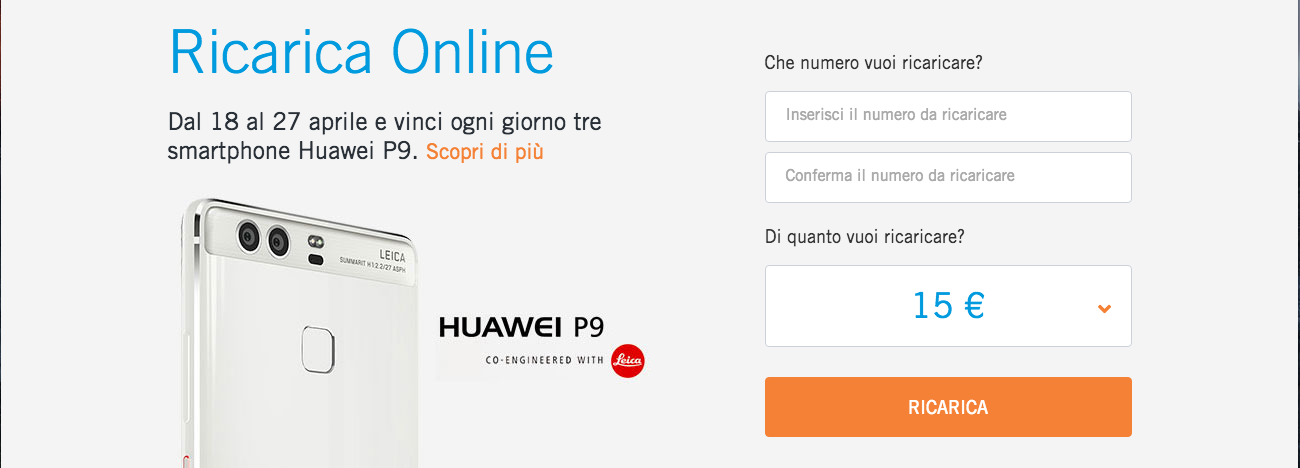 Ricarica Online
Dal 18 al 27 aprile e vinci ogni giorno tre
smartphone Huawei P9. Scopri di più
LEICA
SUMMARIT H 1:2.2/27 ASPH
HUAWEI P9
CO-ENGINEERED WITH Leica
Che numero vuoi ricaricare?
Inserisci il numero da ricaricare
Conferma il numero da ricaricare
Di quanto vuoi ricaricare?
15 €
RICARICA